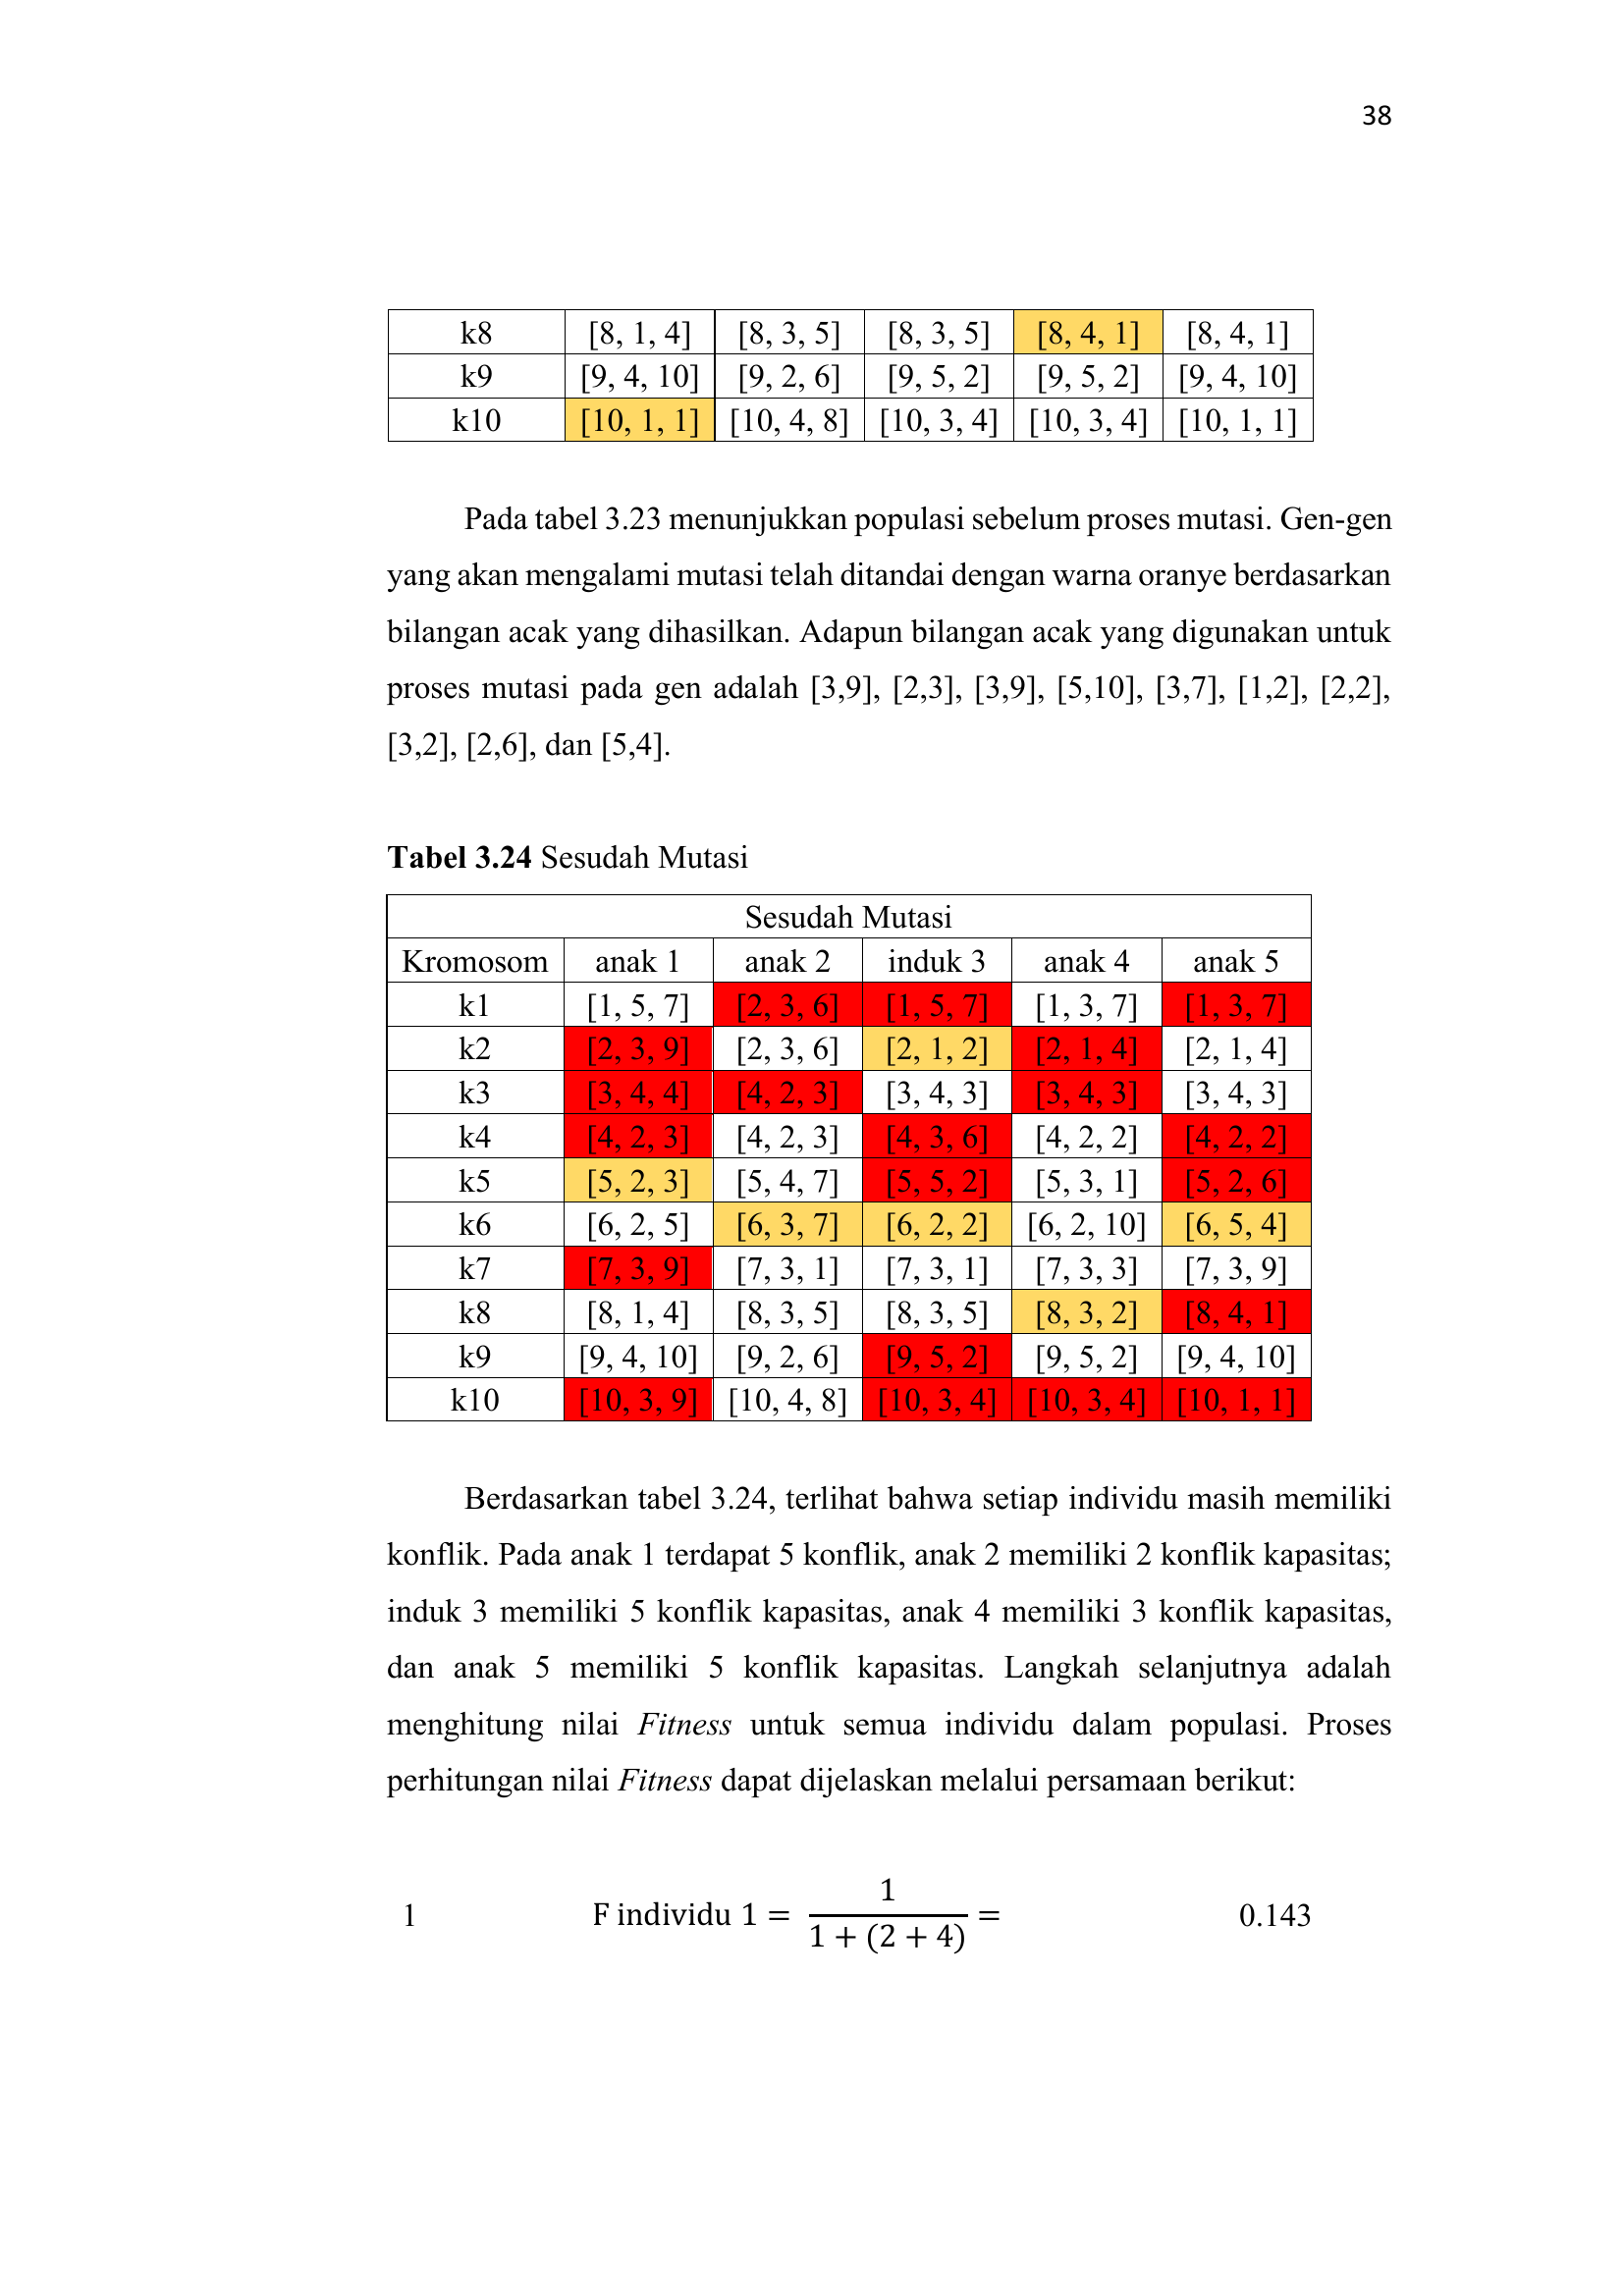 38
k8 [8, 1, 4] [8, 3, 5] [8, 3, 5] [8, 4, 1] [8, 4, 1]
k9 [9, 4, 10] [9, 2, 6] [9, 5, 2] [9, 5, 2] [9, 4, 10]
k10 [10, 1, 1] [10, 4, 8] [10, 3, 4] [10, 3, 4] [10, 1, 1]
Pada tabel 3.23 menunjukkan populasi sebelum proses mutasi. Gen-gen
yang akan mengalami mutasi telah ditandai dengan warna oranye berdasarkan
bilangan acak yang dihasilkan. Adapun bilangan acak yang digunakan untuk
proses mutasi pada gen adalah [3,9], [2,3], [3,9], [5,10], [3,7], [1,2], [2,2],
[3,2], [2,6], dan [5,4].
Tabel 3.24 Sesudah Mutasi
Sesudah Mutasi
Kromosom anak 1 anak 2 induk 3 anak 4 anak 5
k1 [1, 5, 7] [2, 3, 6] [1, 5, 7] [1, 3, 7] [1, 3, 7]
k2 [2, 3, 9] [2, 3, 6] [2, 1, 2] [2, 1, 4] [2, 1, 4]
k3 [3, 4, 4] [4, 2, 3] [3, 4, 3] [3, 4, 3] [3, 4, 3]
k4 [4, 2, 3] [4, 2, 3] [4, 3, 6] [4, 2, 2] [4, 2, 2]
k5 [5, 2, 3] [5, 4, 7] [5, 5, 2] [5, 3, 1] [5, 2, 6]
k6 [6, 2, 5] [6, 3, 7] [6, 2, 2] [6, 2, 10] [6, 5, 4]
k7 [7, 3, 9] [7, 3, 1] [7, 3, 1] [7, 3, 3] [7, 3, 9]
k8 [8, 1, 4] [8, 3, 5] [8, 3, 5] [8, 3, 2] [8, 4, 1]
k9 [9, 4, 10] [9, 2, 6] [9, 5, 2] [9, 5, 2] [9, 4, 10]
k10 [10, 3, 9] [10, 4, 8] [10, 3, 4] [10, 3, 4] [10, 1, 1]
Berdasarkan tabel 3.24, terlihat bahwa setiap individu masih memiliki
konflik. Pada anak 1 terdapat 5 konflik, anak 2 memiliki 2 konflik kapasitas;
induk 3 memiliki 5 konflik kapasitas, anak 4 memiliki 3 konflik kapasitas,
dan anak 5 memiliki 5 konflik kapasitas. Langkah selanjutnya adalah
menghitung nilai Fitness untuk semua individu dalam populasi. Proses
perhitungan nilai Fitness dapat dijelaskan melalui persamaan berikut:
1 F individu 1 = 1 / 1 + (2 + 4) = 0.143